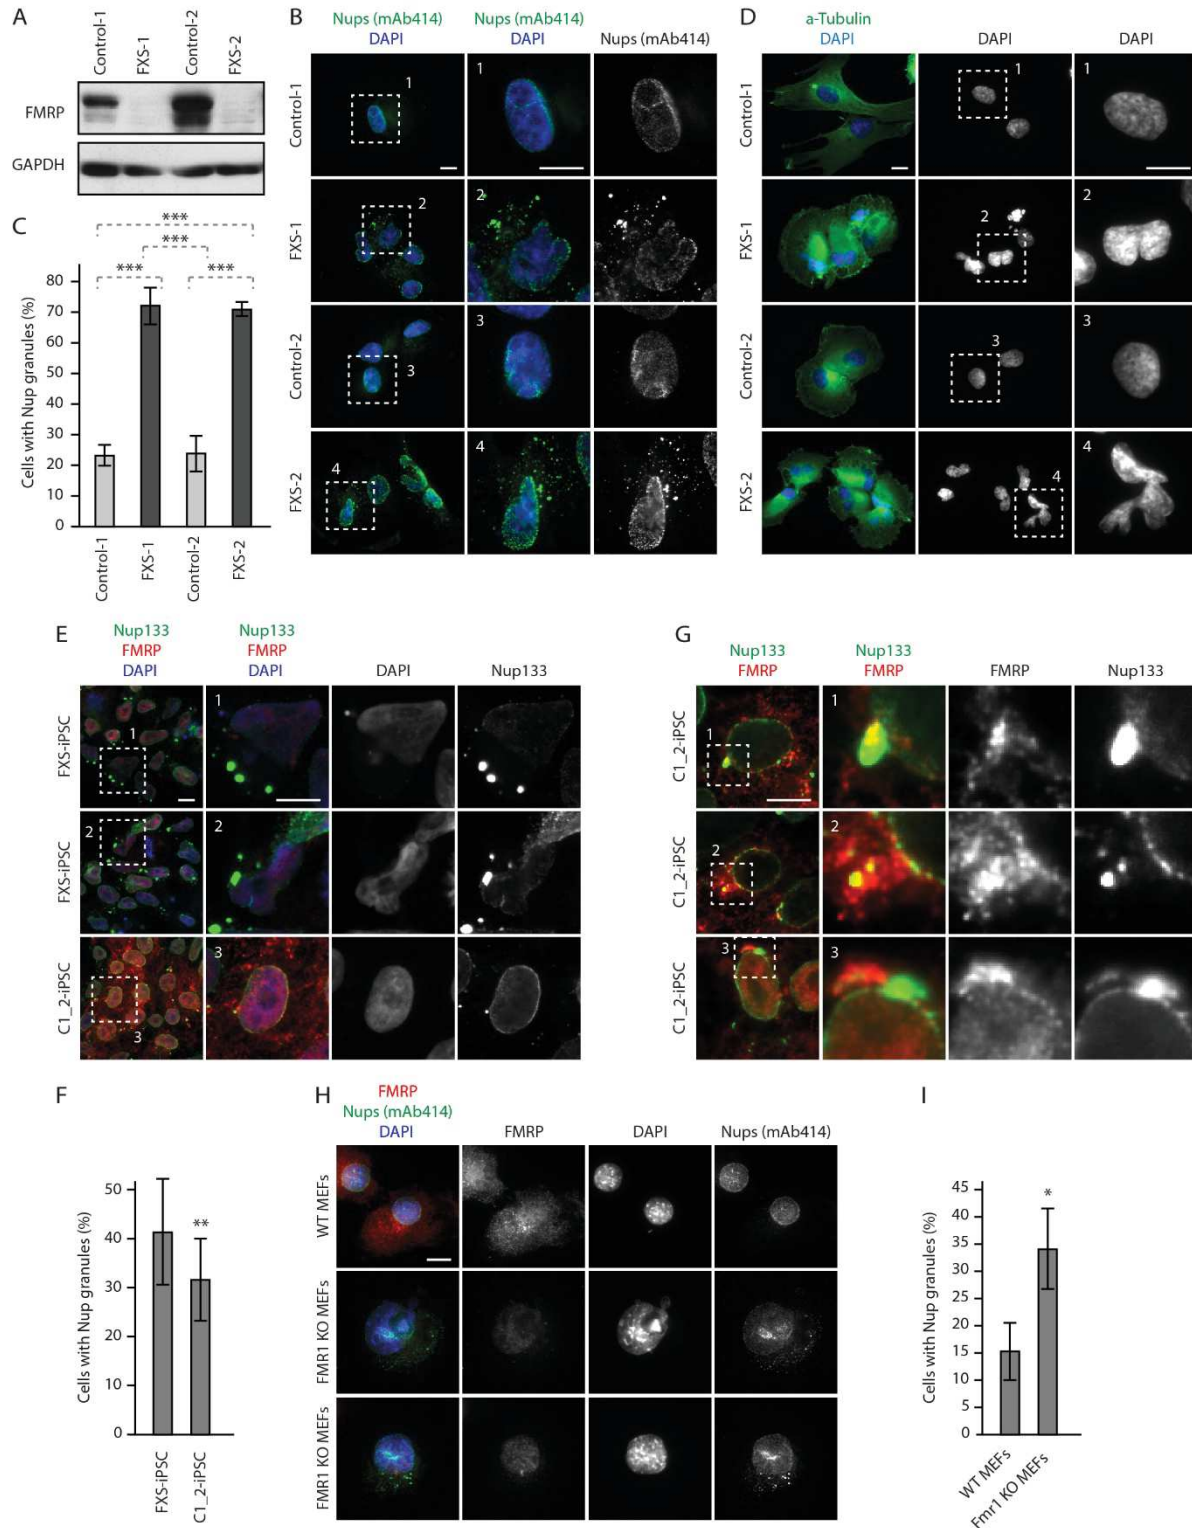 A
Control-1
FXS-1
Control-2
FXS-2
FMRP
GAPDH
B
Nups (mAb414)
DAPI
Nups (mAb414)
DAPI
Nups (mAb414)
Control-1
1
1
FXS-1
2
2
Control-2
3
3
FXS-2
4
4
C
***
***
***
***
Cells with Nup granules (%)
80
70
60
50
40
30
20
10
0
Control-1
FXS-1
Control-2
FXS-2
D
a-Tubulin
DAPI
DAPI
DAPI
Control-1
1
1
FXS-1
2
2
Control-2
3
3
FXS-2
4
4
E
Nup133
FMRP
DAPI
Nup133
FMRP
DAPI
DAPI
Nup133
FXS-iPSC
1
1
FXS-iPSC
2
2
C1_2-iPSC
3
3
G
Nup133
FMRP
Nup133
FMRP
FMRP
Nup133
C1_2-iPSC
1
1
C1_2-iPSC
2
2
C1_2-iPSC
3
3
F
Cells with Nup granules (%)
50
40
30
20
10
0
**
FXS-iPSC
C1_2-iPSC
H
FMRP
Nups (mAb414)
DAPI
FMRP
DAPI
Nups (mAb414)
WT MEFs
FMR1 KO MEFs
FMR1 KO MEFs
I
Cells with Nup granules (%)
45
40
35
30
25
20
15
10
5
0
*
WT MEFs
Fmr1 KO MEFs